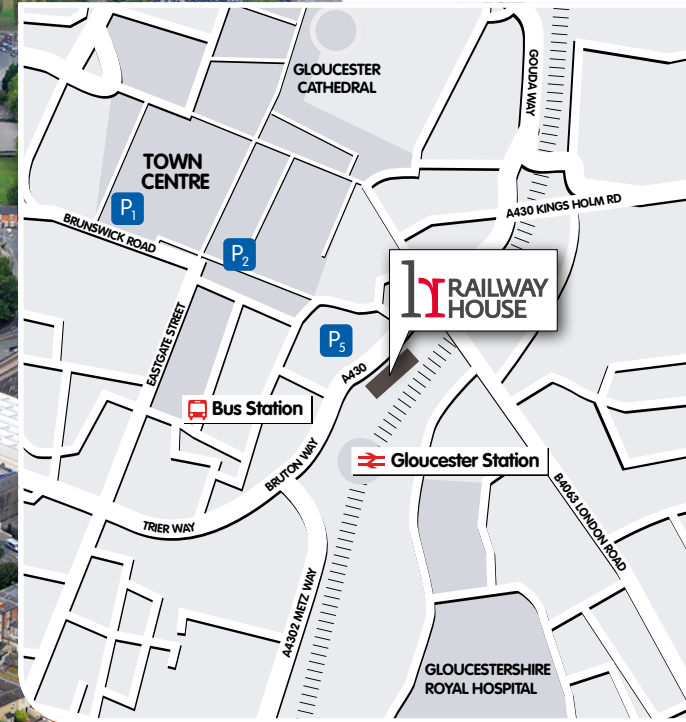 GLOUCESTER
CATHEDRAL
GOUDA WAY
TOWN
CENTRE
A430 KINGS HOLM RD
P1
BRUNSWICK ROAD
P2
hr RAILWAY
HOUSE
EASTGATE STREET
P5
A430
Bus Station
BRUTON WAY
Gloucester Station
B4063 LONDON ROAD
TRIER WAY
A4302 METZ WAY
GLOUCESTERSHIRE
ROYAL HOSPITAL